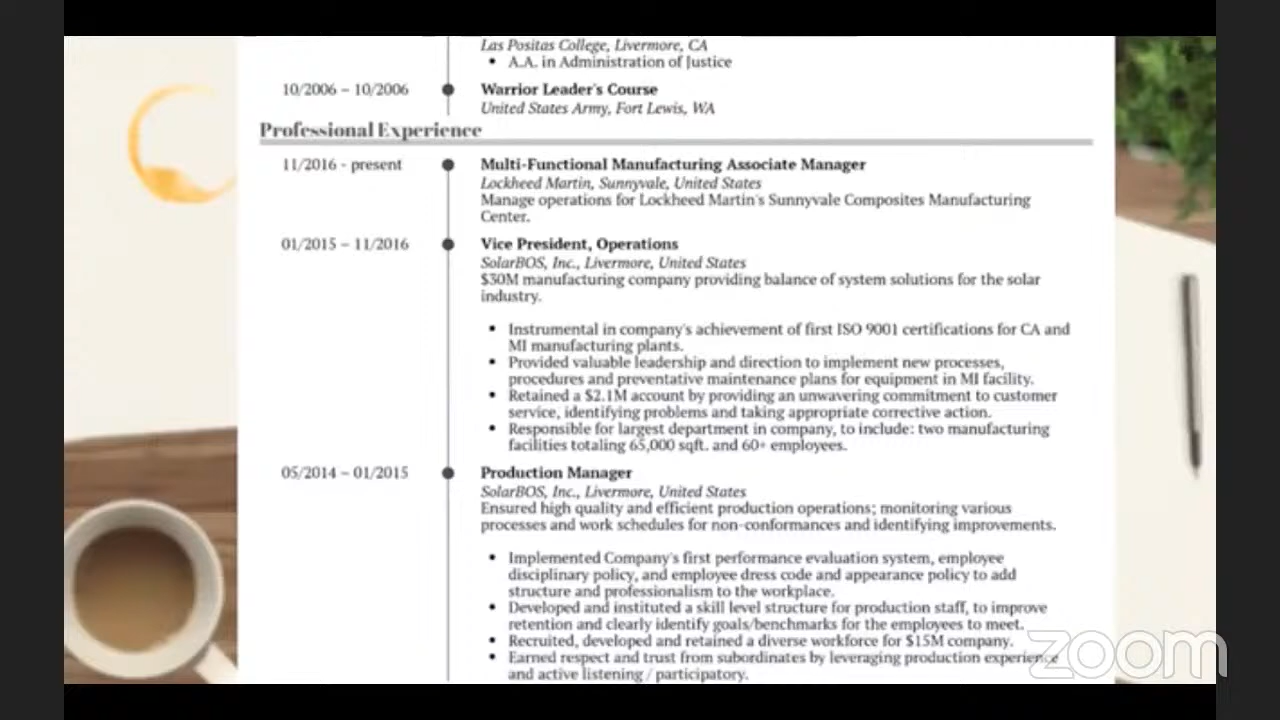 Las Positas College, Livermore, CA
• A.A. in Administration of Justice
10/2006 – 10/2006 Warrior Leader's Course
United States Army, Fort Lewis, WA
Professional Experience
11/2016 - present Multi-Functional Manufacturing Associate Manager
Lockheed Martin, Sunnyvale, United States
Manage operations for Lockheed Martin's Sunnyvale Composites Manufacturing
Center.
01/2015 – 11/2016 Vice President, Operations
SolarBOS, Inc., Livermore, United States
$30M manufacturing company providing balance of system solutions for the solar
industry.
• Instrumental in company's achievement of first ISO 9001 certifications for CA and
MI manufacturing plants.
• Provided valuable leadership and direction to implement new processes,
procedures and preventative maintenance plans for equipment in MI facility.
• Retained a $2.1M account by providing an unwavering commitment to customer
service, identifying problems and taking appropriate corrective action.
• Responsible for largest department in company, to include: two manufacturing
facilities totaling 65,000 sqft. and 60+ employees.
05/2014 – 01/2015 Production Manager
SolarBOS, Inc., Livermore, United States
Ensured high quality and efficient production operations; monitoring various
processes and work schedules for non-conformances and identifying improvements.
• Implemented Company's first performance evaluation system, employee
disciplinary policy, and employee dress code and appearance policy to add
structure and professionalism to the workplace.
• Developed and instituted a skill level structure for production staff, to improve
retention and clearly identify goals/benchmarks for the employees to meet.
• Recruited, developed and retained a diverse workforce for $15M company.
• Earned respect and trust from subordinates by leveraging production experience
and active listening / participatory.
zoom